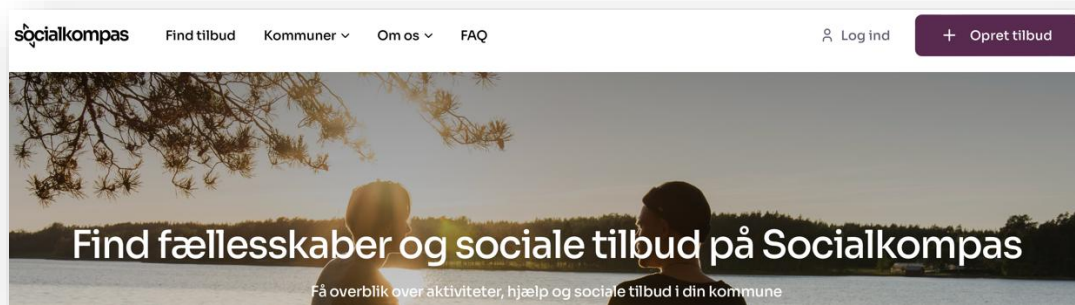 socialkompas
Find tilbud
Kommuner
Om os
FAQ
Log ind
+ Opret tilbud
Find fællesskaber og sociale tilbud på Socialkompas
Få overblik over aktiviteter, hjælp og sociale tilbud i din kommune